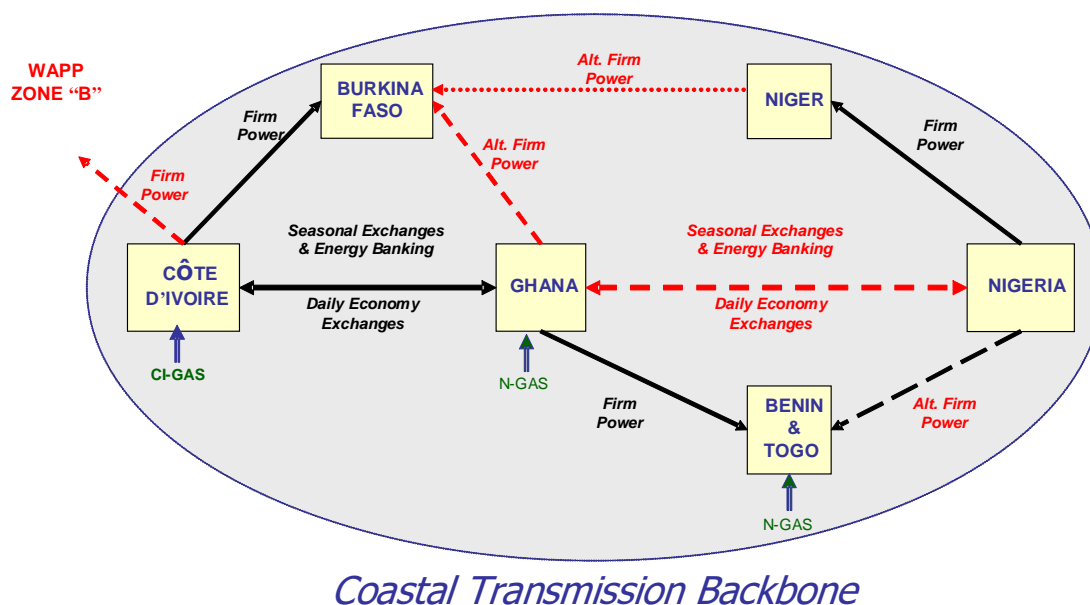 WAPP
ZONE “B”
BURKINA
FASO
Alt. Firm
Power
NIGER
Firm
Power
Alt. Firm
Power
Firm
Power
Firm
Power
Seasonal Exchanges
& Energy Banking
Seasonal Exchanges
& Energy Banking
CÔTE
D’IVOIRE
GHANA
NIGERIA
Daily Economy
Exchanges
Daily Economy
Exchanges
CI-GAS
N-GAS
Firm
Power
BENIN
&
TOGO
Alt. Firm
Power
N-GAS
Coastal Transmission Backbone